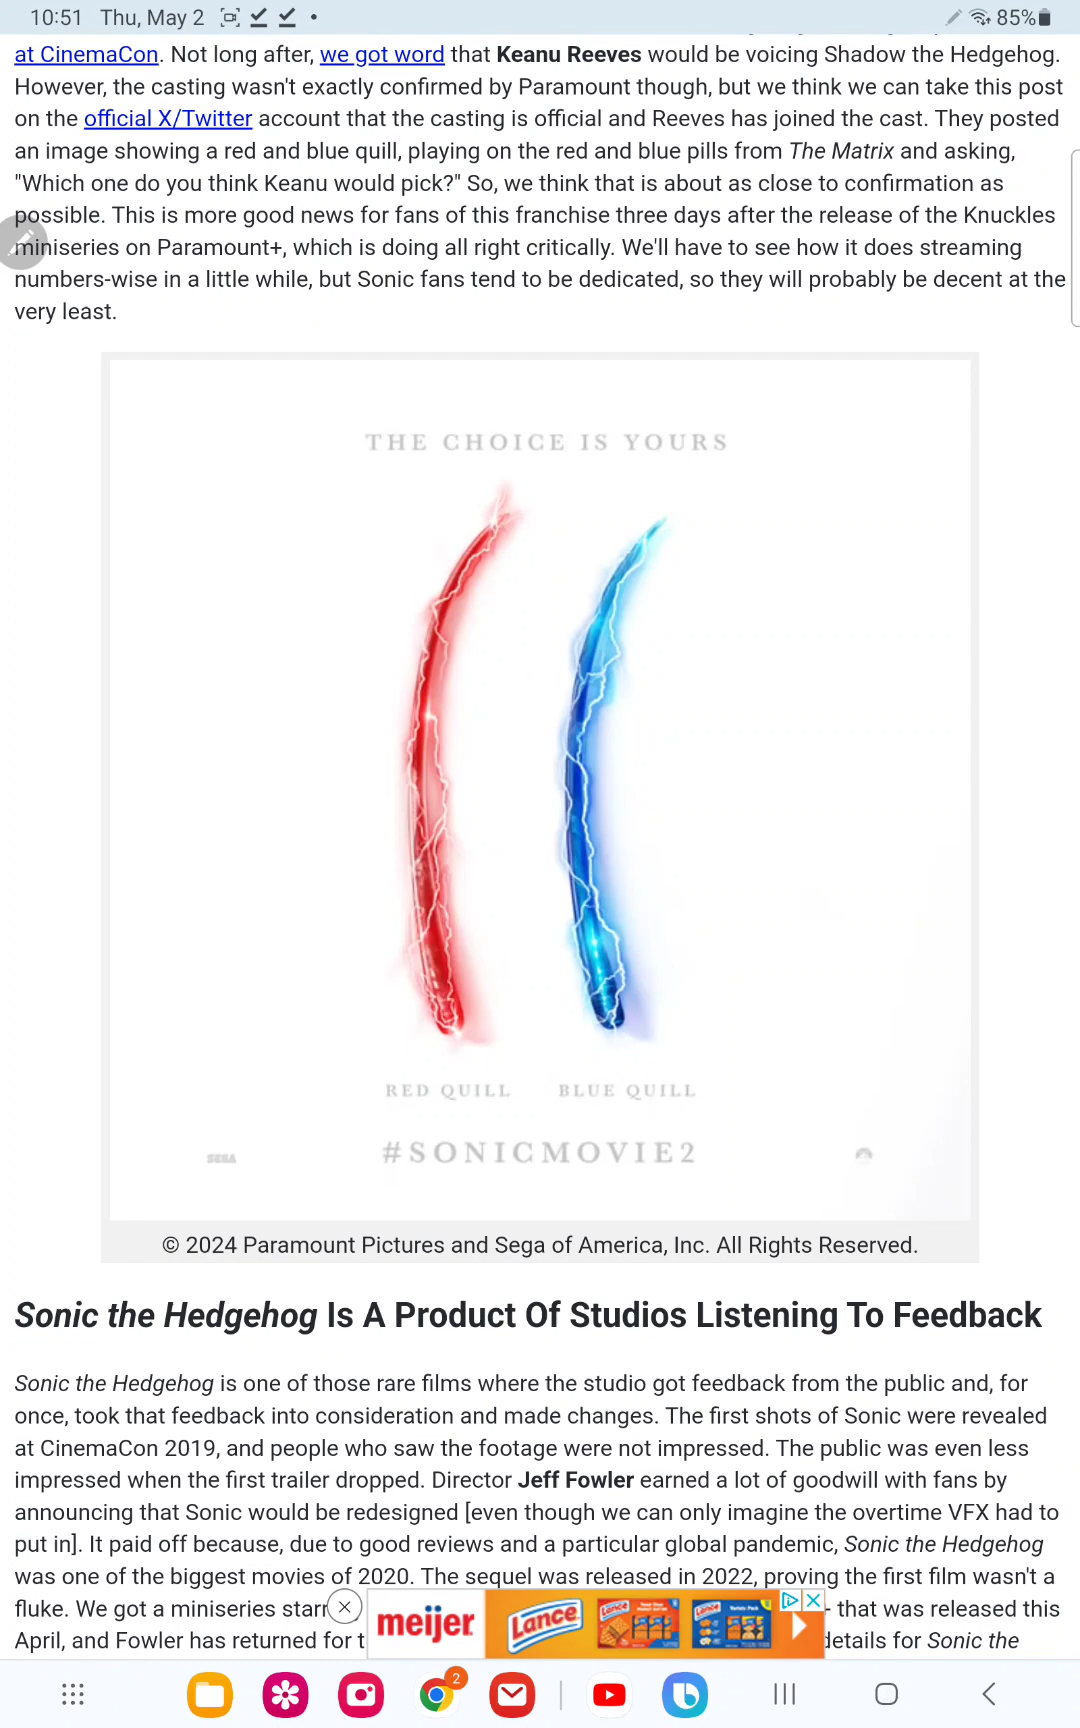 10:51 Thu, May 2
85%
at CinemaCon. Not long after, we got word that Keanu Reeves would be voicing Shadow the Hedgehog.
However, the casting wasn't exactly confirmed by Paramount though, but we think we can take this post
on the official X/Twitter account that the casting is official and Reeves has joined the cast. They posted
an image showing a red and blue quill, playing on the red and blue pills from The Matrix and asking,
"Which one do you think Keanu would pick?" So, we think that is about as close to confirmation as
possible. This is more good news for fans of this franchise three days after the release of the Knuckles
miniseries on Paramount+, which is doing all right critically. We'll have to see how it does streaming
numbers-wise in a little while, but Sonic fans tend to be dedicated, so they will probably be decent at the
very least.
THE CHOICE IS YOURS
RED QUILL BLUE QUILL
#SONICMOVIE2
SEGA
© 2024 Paramount Pictures and Sega of America, Inc. All Rights Reserved.
Sonic the Hedgehog Is A Product Of Studios Listening To Feedback
Sonic the Hedgehog is one of those rare films where the studio got feedback from the public and, for
once, took that feedback into consideration and made changes. The first shots of Sonic were revealed
at CinemaCon 2019, and people who saw the footage were not impressed. The public was even less
impressed when the first trailer dropped. Director Jeff Fowler earned a lot of goodwill with fans by
announcing that Sonic would be redesigned [even though we can only imagine the overtime VFX had to
put in]. It paid off because, due to good reviews and a particular global pandemic, Sonic the Hedgehog
was one of the biggest movies of 2020. The sequel was released in 2022, proving the first film wasn't a
fluke. We got a miniseries starr - that was released this
April, and Fowler has returned for t details for Sonic the
meijer Lance
Lance Lance Variety Pack
2